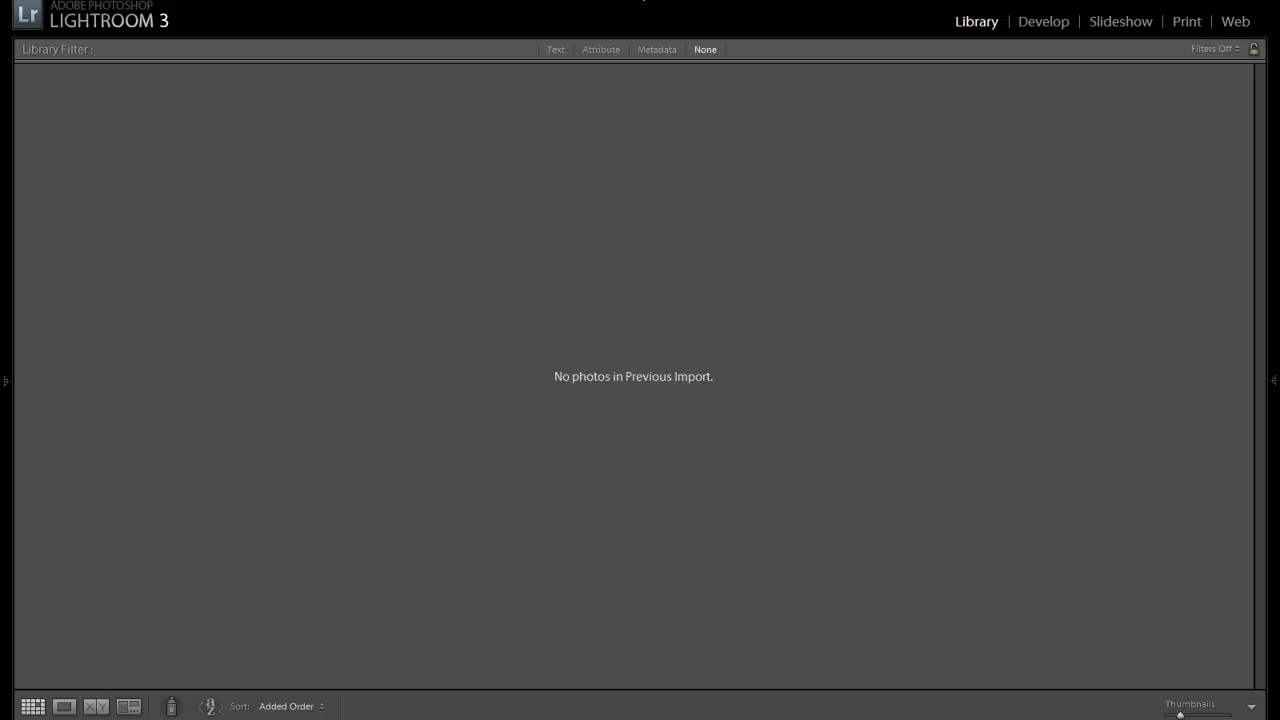 Lr ADOBE PHOTOSHOP
LIGHTROOM 3
Library Develop Slideshow Print Web
Library Filter : Text Attribute Metadata None Filters Off
No photos in Previous Import.
X Y a z Sort: Added Order Thumbnails